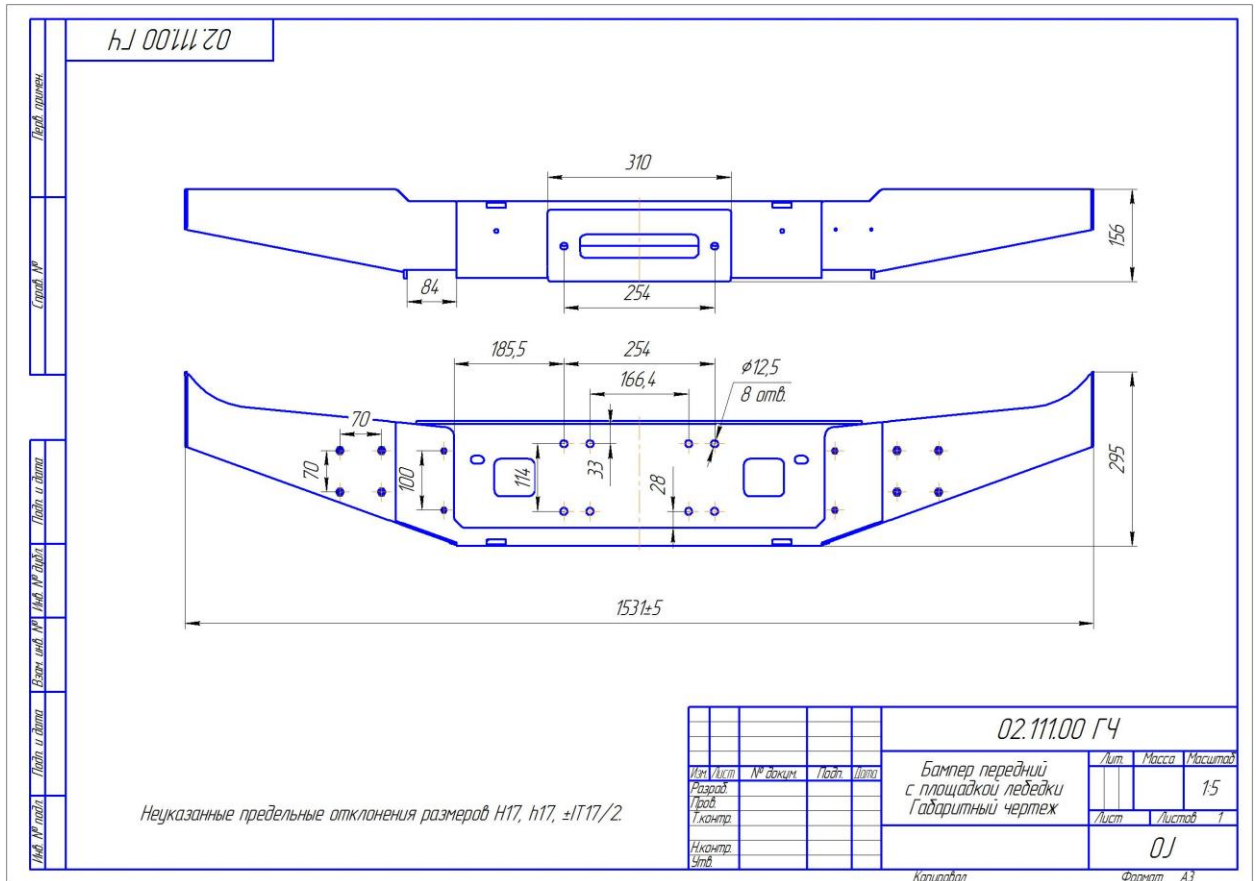 02.111.00 ГЧ
Перв. примен.
Справ. №
Подп. и дата
Инв. № дубл.
Взам. инв. №
Подп. и дата
Инв. № подл.
310
156
84
254
185,5
254
166,4
⌀12,5
8 отв.
70
70
100
114
33
28
295
1531±5
Неуказанные предельные отклонения размеров H17, h17, ±IT17/2.
02.111.00 ГЧ
Изм. Лист № докум. Подп. Дата
Разраб.
Пров.
Т.контр.
Н.контр.
Утв.
Бампер передний
с площадкой лебедки
Габаритный чертеж
Лит. Масса Масштаб
1:5
Лист Листов 1
OJ
Копировал Формат A3